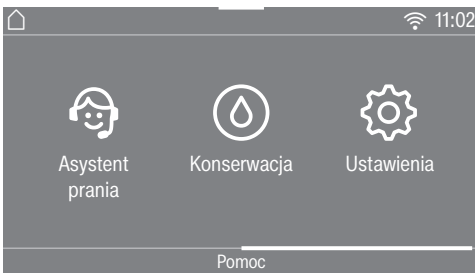 11:02
Asystent
prania
Konserwacja
Ustawienia
Pomoc